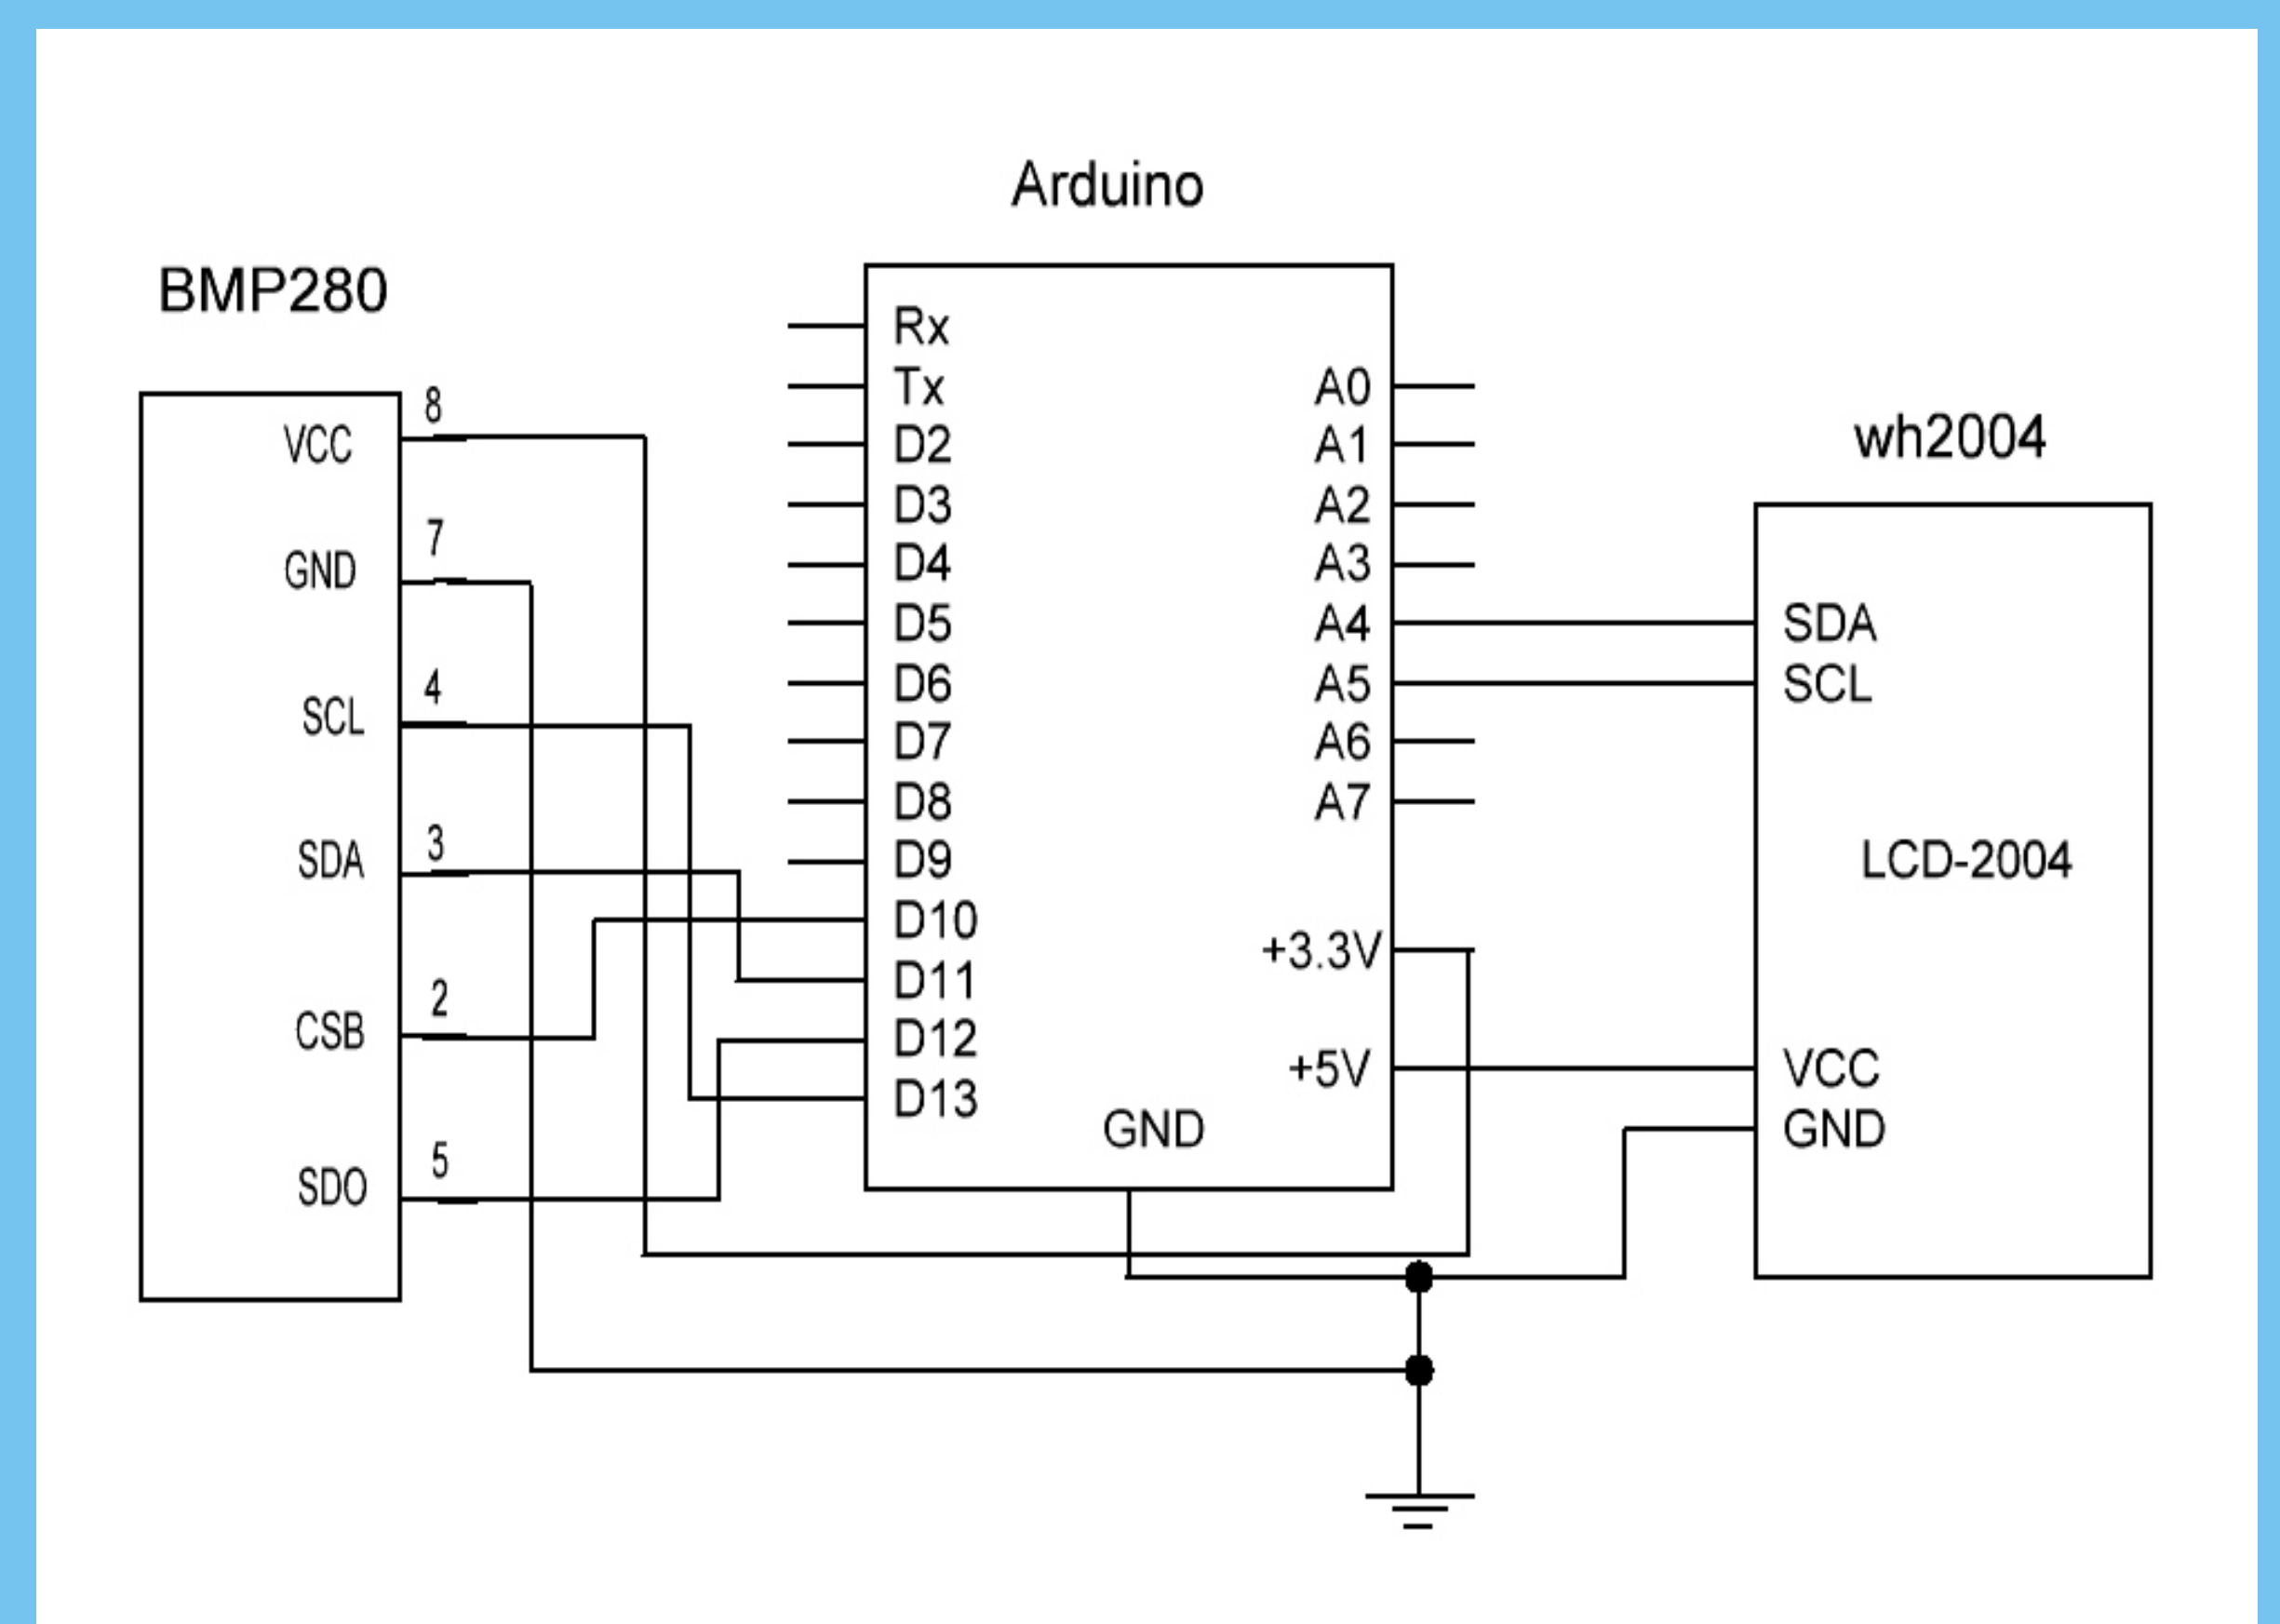 Arduino
BMP280
wh2004
VCC 8
GND 7
SCL 4
SDA 3
CSB 2
SDO 5
Rx
Tx
D2
D3
D4
D5
D6
D7
D8
D9
D10
D11
D12
D13
A0
A1
A2
A3
A4
A5
A6
A7
+3.3V
+5V
GND
SDA
SCL
LCD-2004
VCC
GND